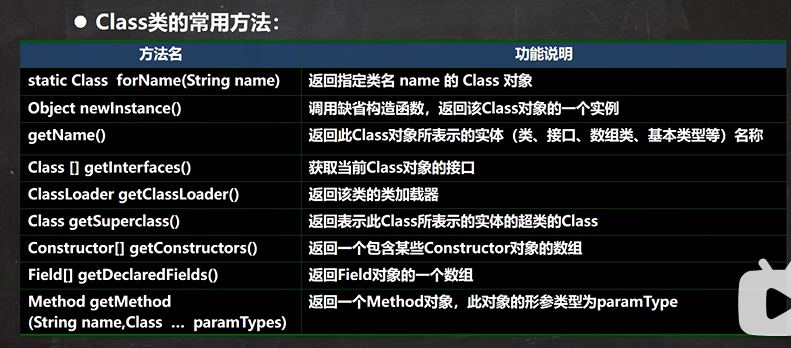 ● Class类的常用方法：
方法名 功能说明
static Class forName(String name) 返回指定类名 name 的 Class 对象
Object newInstance() 调用缺省构造函数，返回该Class对象的一个实例
getName() 返回此Class对象所表示的实体（类、接口、数组类、基本类型等）名称
Class [] getInterfaces() 获取当前Class对象的接口
ClassLoader getClassLoader() 返回该类的类加载器
Class getSuperclass() 返回表示此Class所表示的实体的超类的Class
Constructor[] getConstructors() 返回一个包含某些Constructor对象的数组
Field[] getDeclaredFields() 返回Field对象的一个数组
Method getMethod 返回一个Method对象，此对象的形参类型为paramType
(String name,Class … paramTypes)